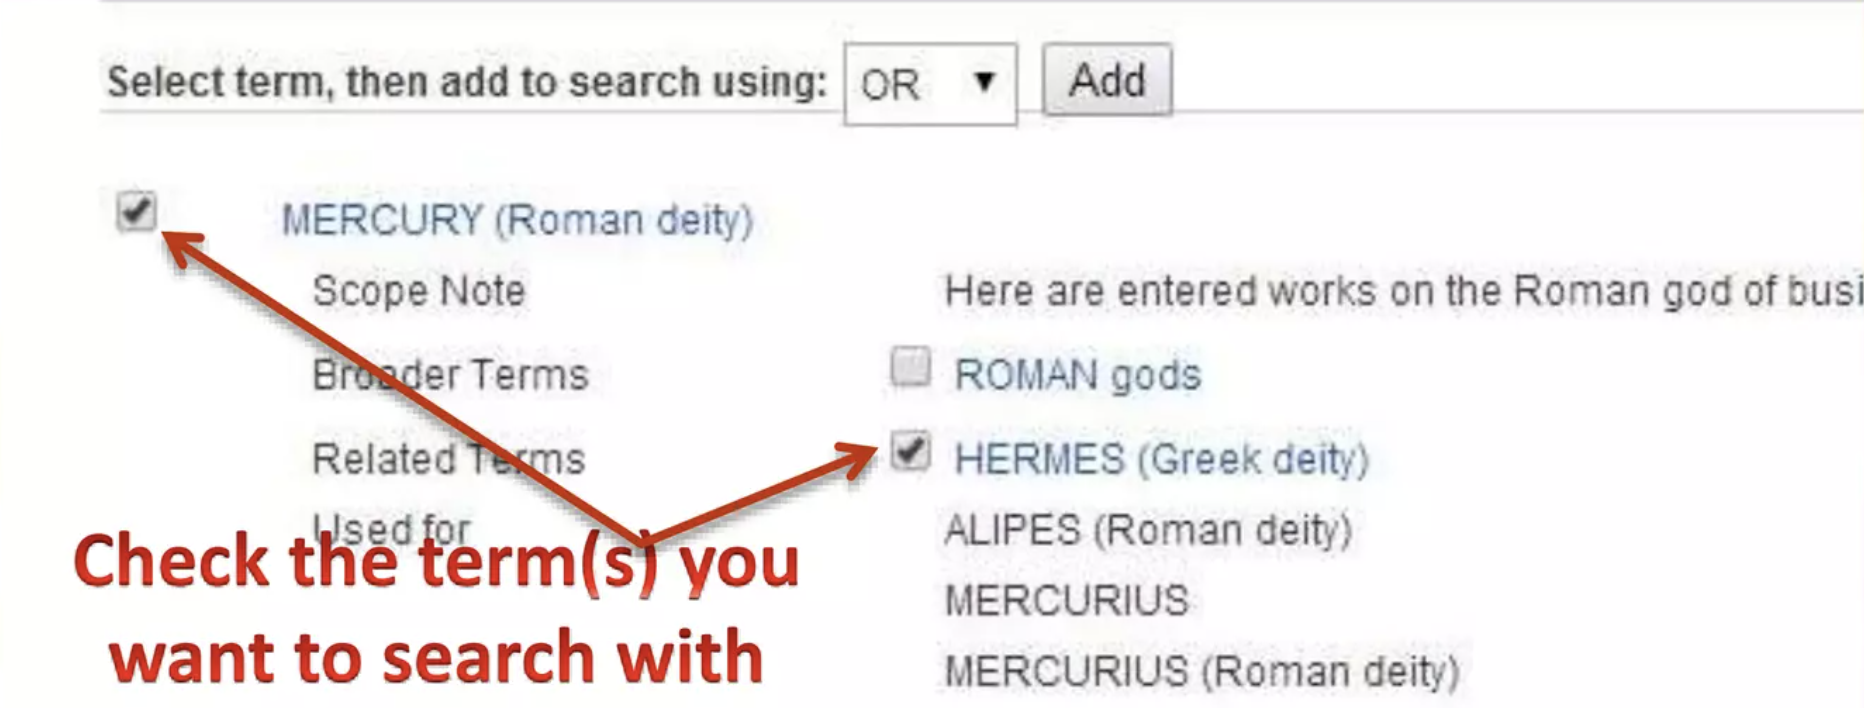 Select term, then add to search using: OR Add
MERCURY (Roman deity)
Scope Note Here are entered works on the Roman god of busi
Broader Terms ROMAN gods
Related Terms HERMES (Greek deity)
Used for ALIPES (Roman deity)
MERCURIUS
MERCURIUS (Roman deity)
Check the term(s) you
want to search with